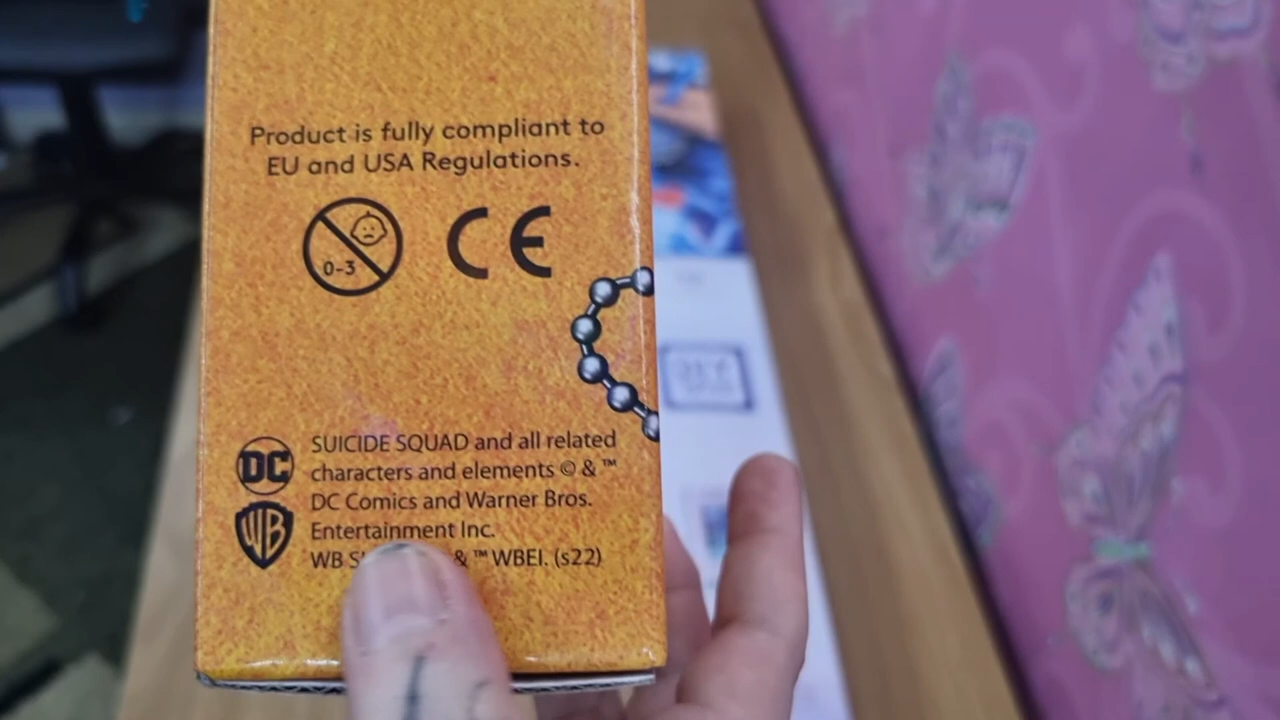 Product is fully compliant to
EU and USA Regulations.
0-3
CE
DC
SUICIDE SQUAD and all related
characters and elements © & ™
DC Comics and Warner Bros.
WB
Entertainment Inc.
WB & ™ WBEI. (s22)